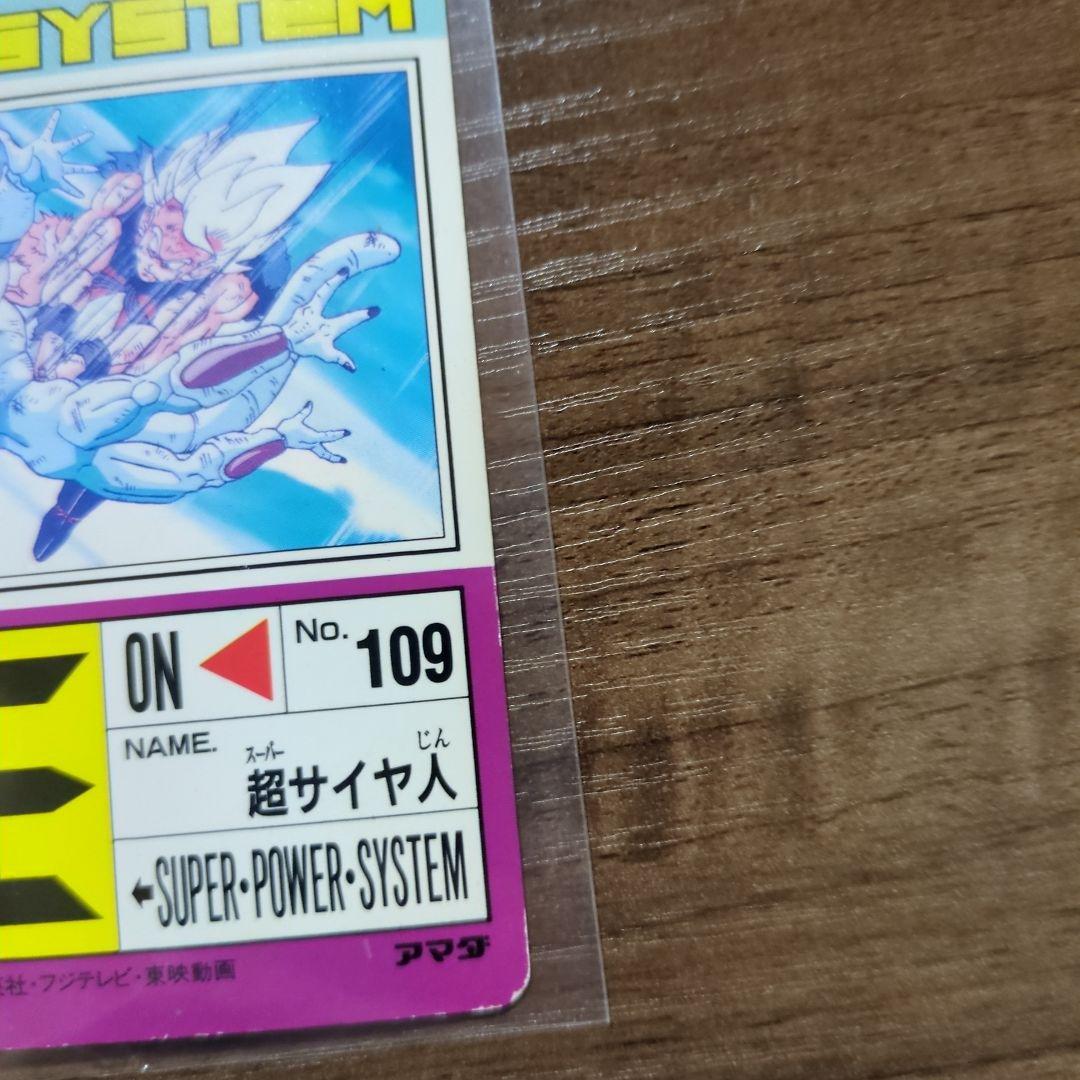 SYSTEM
ON
No. 109
NAME.
スーパー じん
超サイヤ人
SUPER・POWER・SYSTEM
アマダ
社・フジテレビ・東映動画